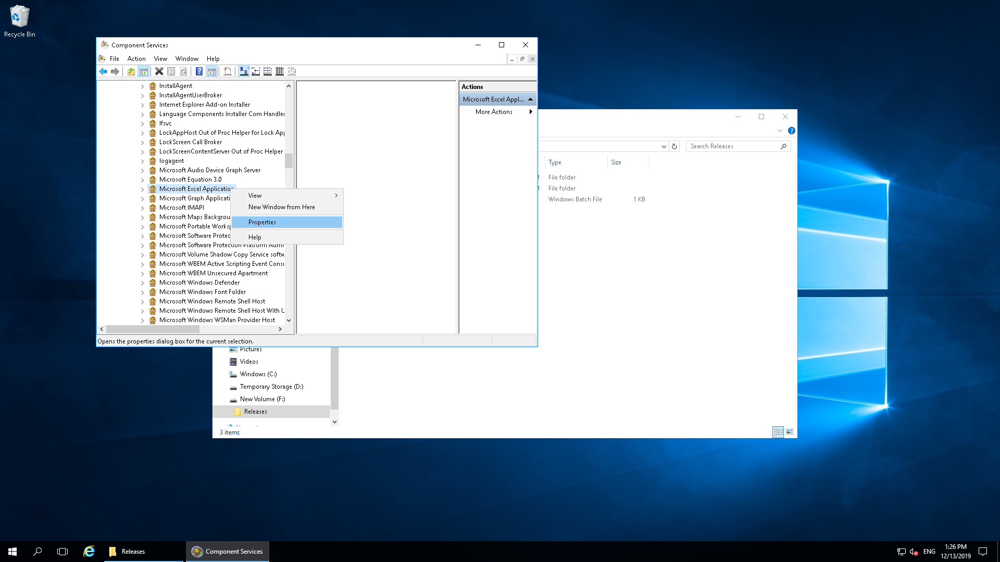 Recycle Bin
Component Services
File Action View Window Help
InstallAgent
InstallAgentUserBroker
Internet Explorer Add-on Installer
Language Components Installer Com Handler
lfsvc
LockAppHost Out of Proc Helper for Lock App
LockScreen Call Broker
LockScreenContentServer Out of Proc Helper
logagent
Microsoft Audio Device Graph Server
Microsoft Equation 3.0
Microsoft Excel Application
Microsoft Graph Applicati
Microsoft IMAPI
Microsoft Maps Backgrou
Microsoft Portable Worksp
Microsoft Software Protec
Microsoft Software Protection Platform Admi
Microsoft Volume Shadow Copy Service softw
Microsoft WBEM Active Scripting Event Consu
Microsoft WBEM Unsecured Apartment
Microsoft Windows Defender
Microsoft Windows Font Folder
Microsoft Windows Remote Shell Host
Microsoft Windows Remote Shell Host With U
Microsoft Windows WSMan Provider Host
View
New Window from Here
Properties
Help
Actions
Microsoft Excel Appl...
More Actions
Opens the properties dialog box for the current selection.
Search Releases
Type Size
File folder
File folder
Windows Batch File 1 KB
Pictures
Videos
Windows (C:)
Temporary Storage (D:)
New Volume (F:)
Releases
3 items
Releases
Component Services
ENG
1:26 PM
12/13/2019